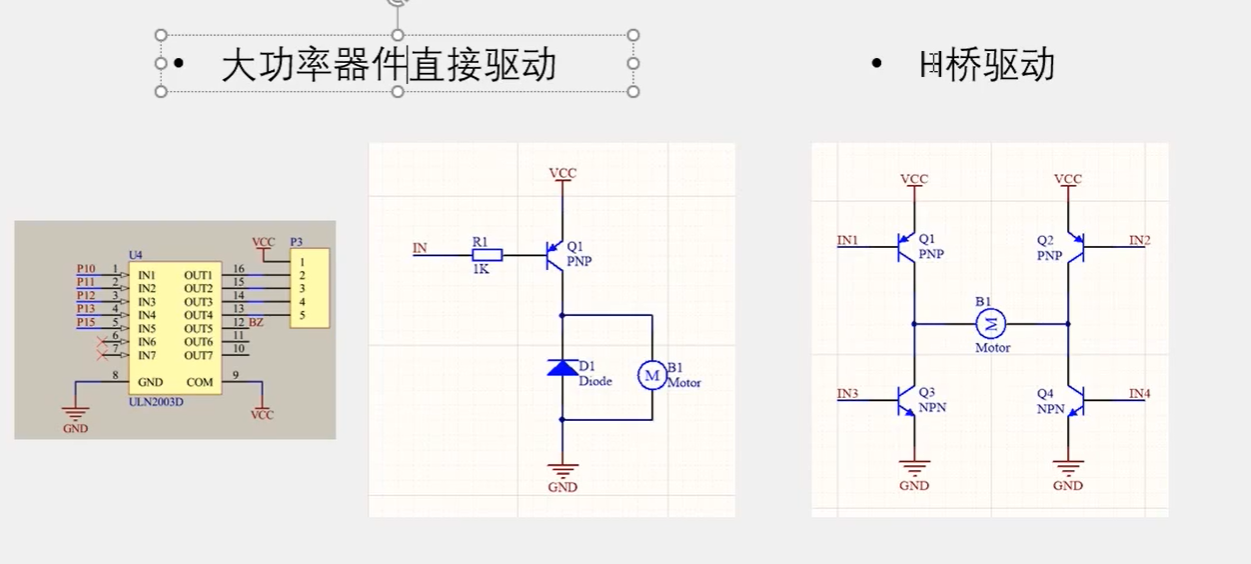 • 大功率器件直接驱动
• H桥驱动
U4
P10 1 IN1 OUT1 16
P11 2 IN2 OUT2 15
P12 3 IN3 OUT3 14
P13 4 IN4 OUT4 13
P15 5 IN5 OUT5 12 BZ
6 IN6 OUT6 11
7 IN7 OUT7 10
8 GND COM 9
ULN2003D
GND
VCC
VCC P3
1
2
3
4
5
VCC
IN R1 Q1
1K PNP
D1 B1
Diode M Motor
GND
VCC VCC
IN1 Q1 Q2 IN2
PNP PNP
B1
M
Motor
IN3 Q3 Q4 IN4
NPN NPN
GND GND